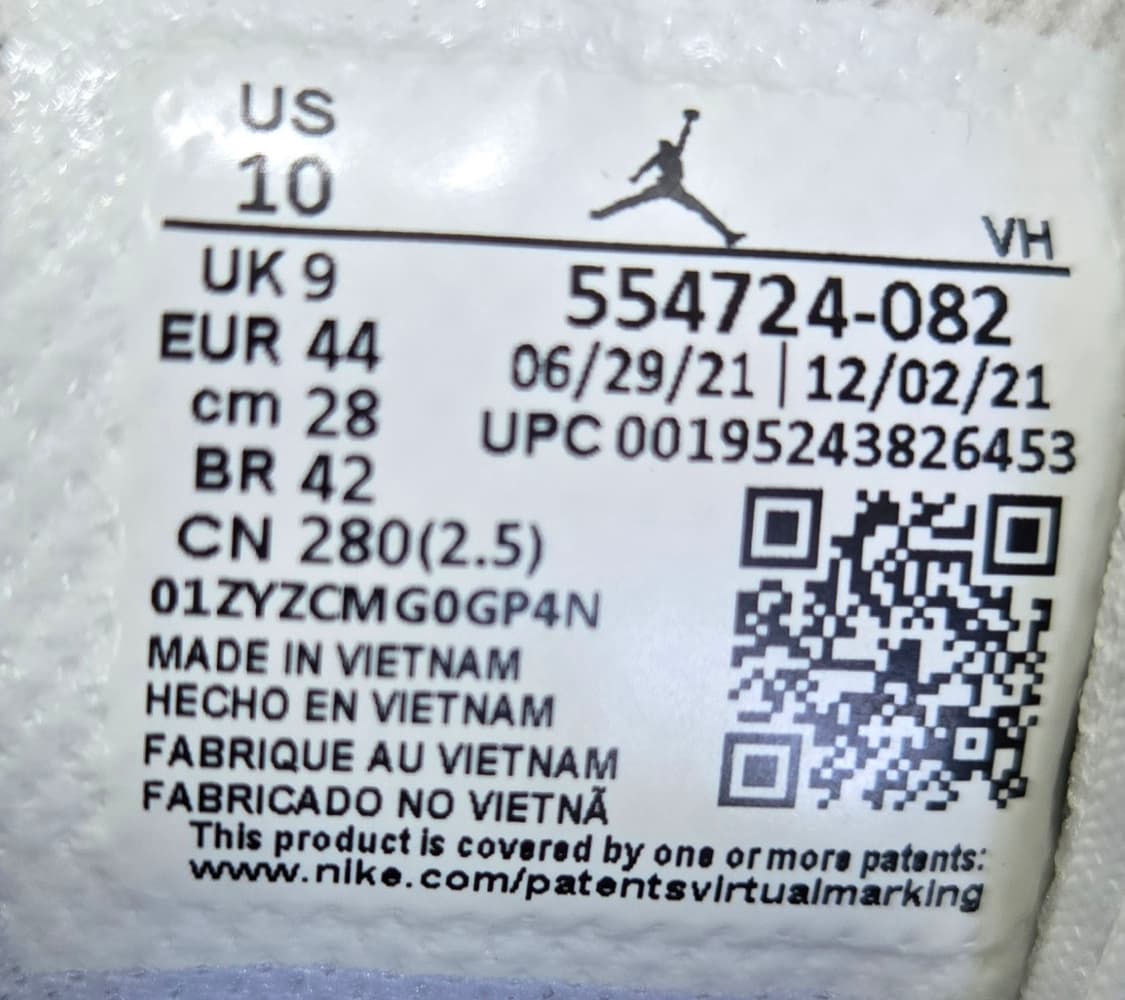 US
10
VH
UK 9
EUR 44
cm 28
BR 42
CN 280(2.5)
554724-082
06/29/21 | 12/02/21
UPC 00195243826453
01ZYZCMG0GP4N
MADE IN VIETNAM
HECHO EN VIETNAM
FABRIQUE AU VIETNAM
FABRICADO NO VIETNÃ
This product is covered by one or more patents:
www.nike.com/patentsvirtualmarking